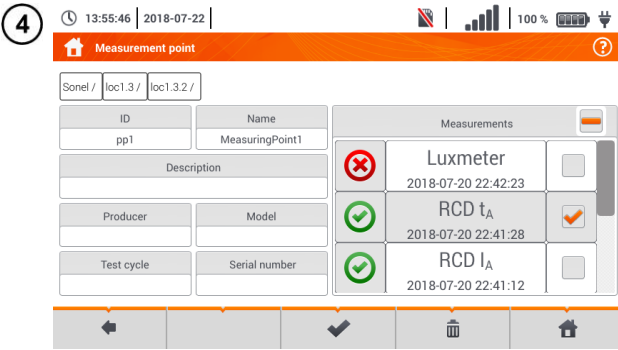 4
13:55:46 2018-07-22 100 %
Measurement point ?
Sonel / loc1.3 / loc1.3.2 /
ID Name
pp1 MeasuringPoint1
Description
Producer Model
Test cycle Serial number
Measurements
Luxmeter
2018-07-20 22:42:23
RCD tA
2018-07-20 22:41:28
RCD IA
2018-07-20 22:41:12